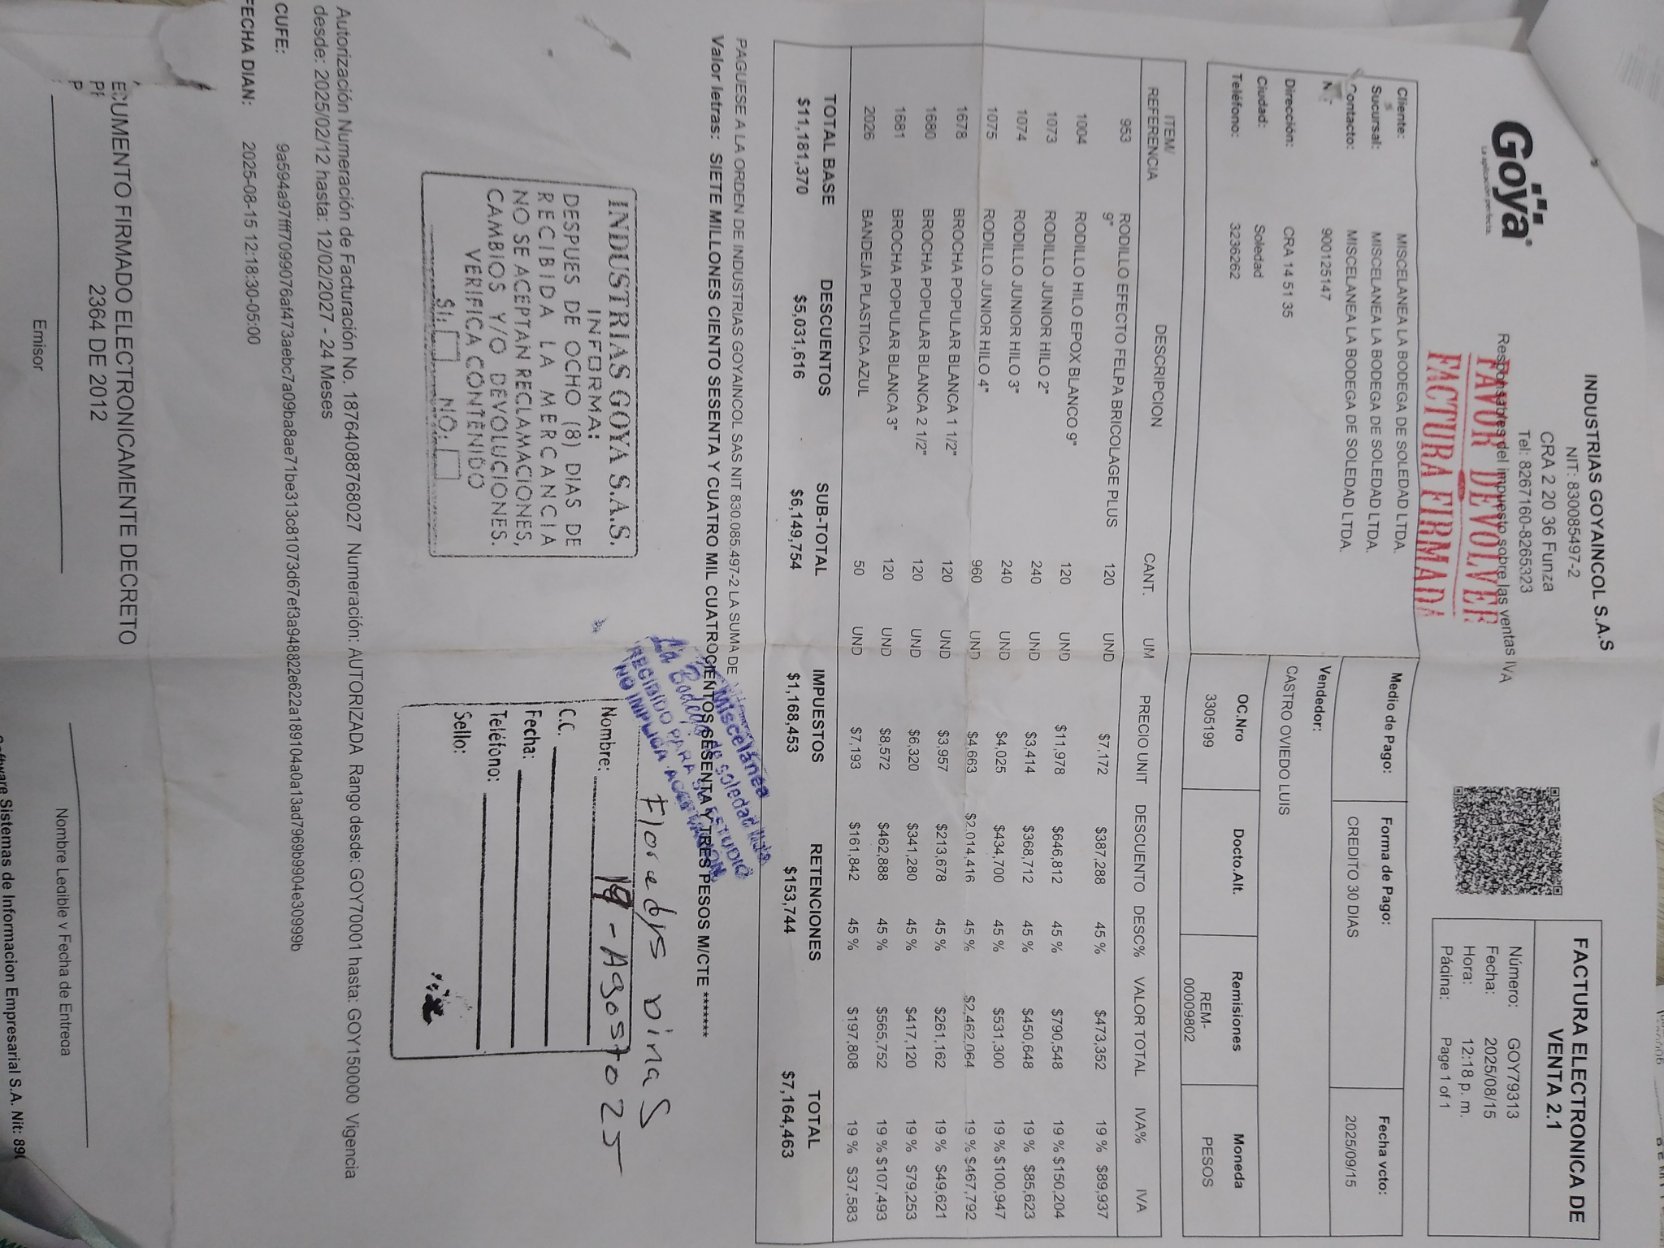 Goya
La aplicación perfecta.
INDUSTRIAS GOYAINCOL S.A.S
NIT: 830085497-2
CRA 2 20 36 Funza
Tel: 8267160-8265323
Responsables del impuesto sobre las ventas IVA
FAVOR DEVOLVER
FACTURA FIRMADA
FACTURA ELECTRONICA DE
VENTA 2.1
Número: GOY79313
Fecha: 2025/08/15
Hora: 12:18 p. m.
Página: Page 1 of 1
Cliente: MISCELANEA LA BODEGA DE SOLEDAD LTDA.
Sucursal: MISCELANEA LA BODEGA DE SOLEDAD LTDA.
Contacto: MISCELANEA LA BODEGA DE SOLEDAD LTDA.
900125147
Dirección: CRA 14 51 35
Ciudad: Soledad
Teléfono: 3236262
Medio de Pago: Forma de Pago: Fecha vcto:
CREDITO 30 DIAS 2025/09/15
Vendedor:
CASTRO OVIEDO LUIS
OC.Nro Docto.Alt. Remisiones Moneda
3305199 REM-00009802 PESOS
ITEM/REFERENCIA DESCRIPCION CANT. UM PRECIO UNIT DESCUENTO DESC% VALOR TOTAL IVA% IVA
953 RODILLO EFECTO FELPA BRICOLAGE PLUS 9" 120 UND $7,172 $387,288 45 % $473,352 19 % $89,937
1004 RODILLO HILO EPOX BLANCO 9" 120 UND $11,978 $646,812 45 % $790,548 19 % $150,204
1073 RODILLO JUNIOR HILO 2" 240 UND $3,414 $368,712 45 % $450,648 19 % $85,623
1074 RODILLO JUNIOR HILO 3" 240 UND $4,025 $434,700 45 % $531,300 19 % $100,947
1075 RODILLO JUNIOR HILO 4" 960 UND $4,663 $2,014,416 45 % $2,462,064 19 % $467,792
1678 BROCHA POPULAR BLANCA 1 1/2" 120 UND $3,957 $213,678 45 % $261,162 19 % $49,621
1680 BROCHA POPULAR BLANCA 2 1/2" 120 UND $6,320 $341,280 45 % $417,120 19 % $79,253
1681 BROCHA POPULAR BLANCA 3" 120 UND $8,572 $462,888 45 % $565,752 19 % $107,493
2026 BANDEJA PLASTICA AZUL 50 UND $7,193 $161,842 45 % $197,808 19 % $37,583
TOTAL BASE DESCUENTOS SUB-TOTAL IMPUESTOS RETENCIONES TOTAL
$11,181,370 $5,031,616 $6,149,754 $1,168,453 $153,744 $7,164,463
PAGUESE A LA ORDEN DE INDUSTRIAS GOYAINCOL SAS NIT 830.085.497-2 LA SUMA DE
Valor letras: SIETE MILLONES CIENTO SESENTA Y CUATRO MIL CUATROCIENTOS SESENTA Y TRES PESOS M/CTE *******
Miscelánea
La Bodega de soledad ltda
RECIBIDO PARA SU ESTUDIO
NO IMPLICA ACEPTACION
INDUSTRIAS GOYA S.A.S.
INFORMA:
DESPUES DE OCHO (8) DIAS DE
RECIBIDA LA MERCANCIA
NO SE ACEPTAN RECLAMACIONES,
CAMBIOS Y/O DEVOLUCIONES.
VERIFICA CONTENIDO
SI: NO:
Floradys vinas
Nombre: 19-Agosto 25
C.C.
Fecha:
Teléfono:
Sello:
Autorización Numeración de Facturación No. 18764088768027 Numeración: AUTORIZADA Rango desde: GOY70001 hasta: GOY150000 Vigencia
desde: 2025/02/12 hasta: 12/02/2027 - 24 Meses
CUFE: 9a594a97fff7099076af473aebc7a09ba8ae71be313c81073d67ef3a94882e622a189104a0a13ad7969b9904e30999b
FECHA DIAN: 2025-08-15 12:18:30-05:00
CUMENTO FIRMADO ELECTRONICAMENTE DECRETO
2364 DE 2012
Emisor
Nombre Legible y Fecha de Entrega
Software Sistemas de Informacion Empresarial S.A. Nit: 890